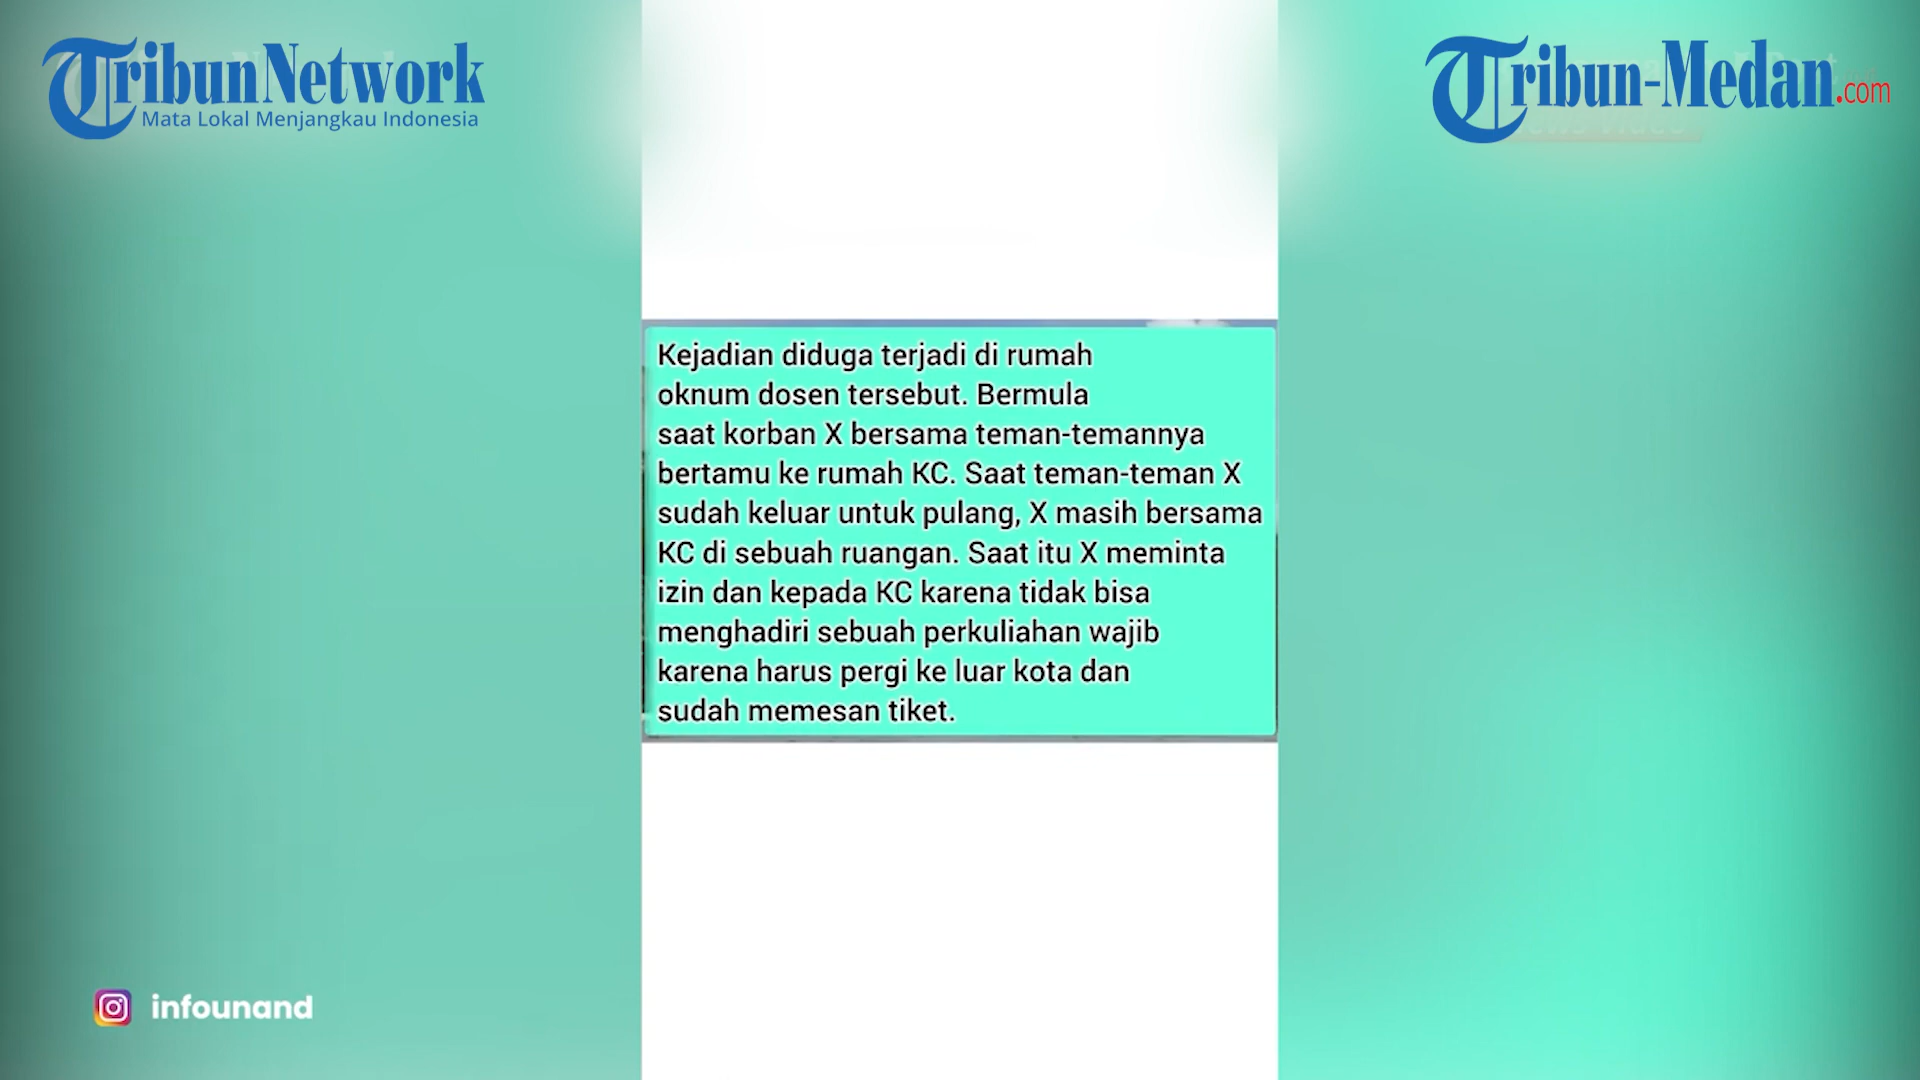 TribunNetwork
Mata Lokal Menjangkau Indonesia
Tribun-Medan.com
Kejadian diduga terjadi di rumah
oknum dosen tersebut. Bermula
saat korban X bersama teman-temannya
bertamu ke rumah KC. Saat teman-teman X
sudah keluar untuk pulang, X masih bersama
KC di sebuah ruangan. Saat itu X meminta
izin dan kepada KC karena tidak bisa
menghadiri sebuah perkuliahan wajib
karena harus pergi ke luar kota dan
sudah memesan tiket.
infounand